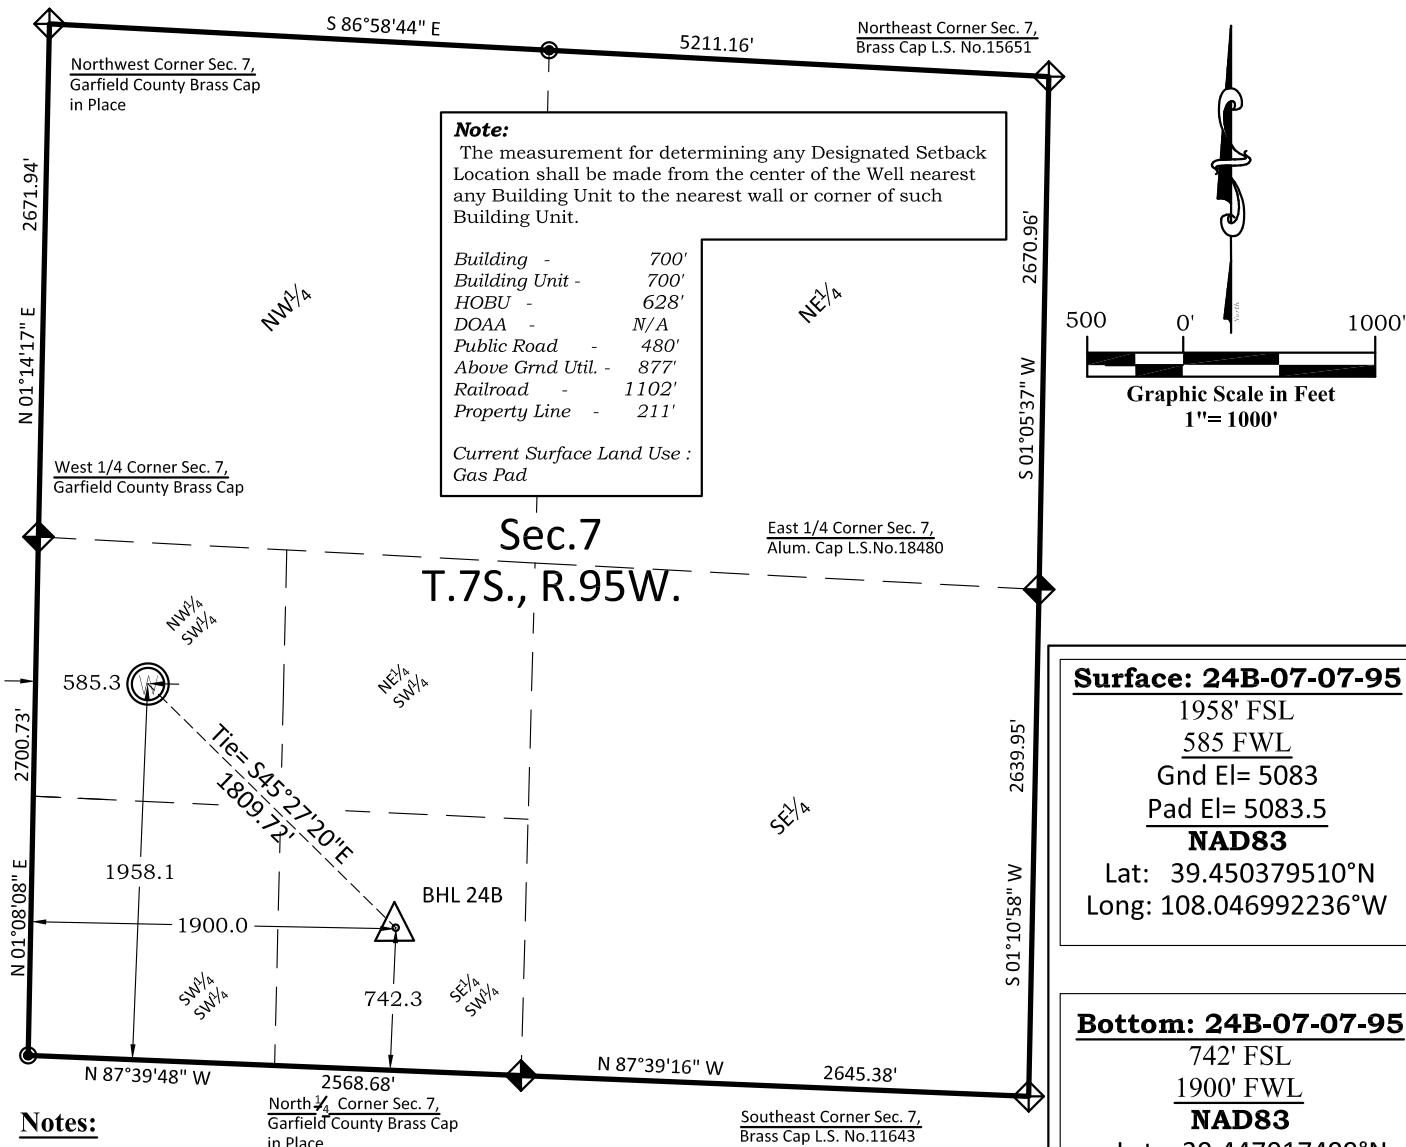 S 86°58'44" E
5211.16'
Northeast Corner Sec. 7,
Brass Cap L.S. No.15651
Northwest Corner Sec. 7,
Garfield County Brass Cap
in Place
Note:
The measurement for determining any Designated Setback
Location shall be made from the center of the Well nearest
any Building Unit to the nearest wall or corner of such
Building Unit.
Building - 700'
Building Unit - 700'
HOBU - 628'
DOAA - N/A
Public Road - 480'
Above Grnd Util. - 877'
Railroad - 1102'
Property Line - 211'
Current Surface Land Use :
Gas Pad
2671.94'
N 01°14'17" E
NW¼
NE¼
2670.96'
S 01°05'37" W
North
500 0' 1000'
Graphic Scale in Feet
1"= 1000'
West 1/4 Corner Sec. 7,
Garfield County Brass Cap
Sec.7
T.7S., R.95W.
East 1/4 Corner Sec. 7,
Alum. Cap L.S.No.18480
NW¼
SW¼
NE¼
SW¼
585.3
W
2700.73'
N 01°08'08" E
Tie= S45°27'20"E
1809.72'
1958.1
1900.0
BHL 24B
742.3
SW¼
SW¼
SE¼
SW¼
SE¼
2639.95'
S 01°10'58" W
Surface: 24B-07-07-95
1958' FSL
585 FWL
Gnd El= 5083
Pad El= 5083.5
NAD83
Lat: 39.450379510°N
Long: 108.046992236°W
Bottom: 24B-07-07-95
742' FSL
1900' FWL
NAD83
N 87°39'48" W
2568.68'
N 87°39'16" W
2645.38'
North ¼ Corner Sec. 7,
Garfield County Brass Cap
in Place
Southeast Corner Sec. 7,
Brass Cap L.S. No.11643
Notes: